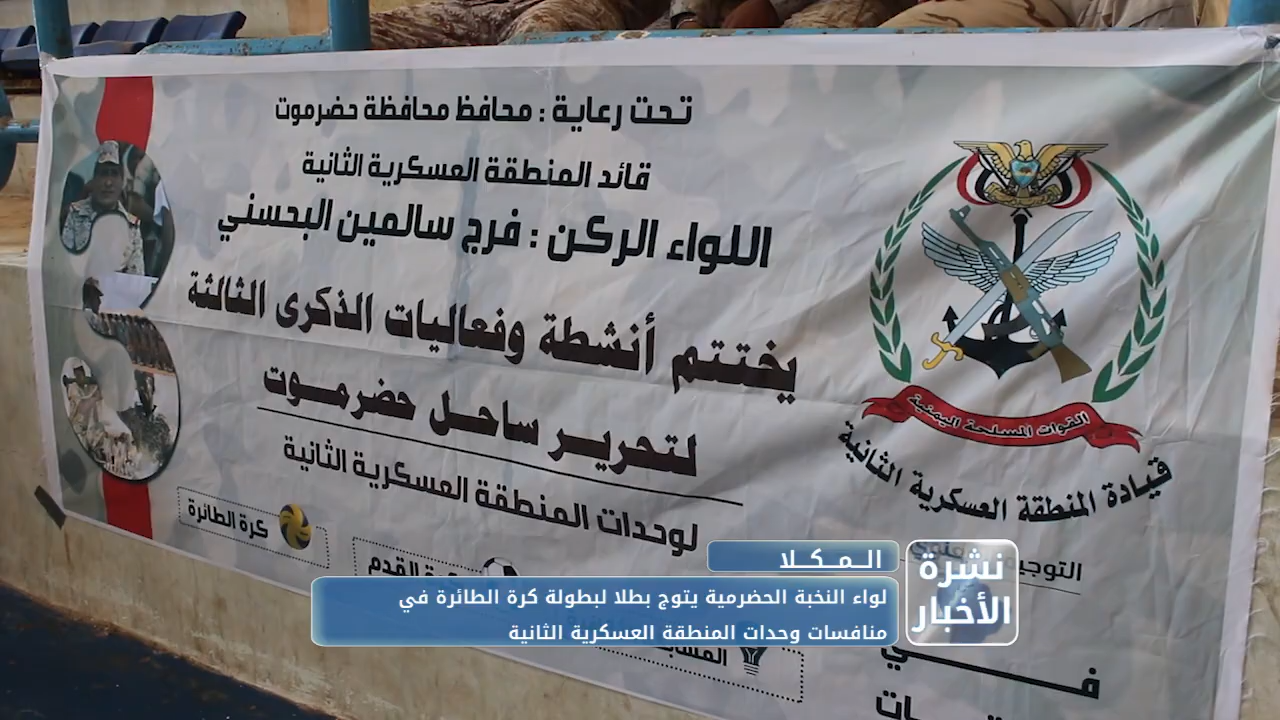 تحت رعاية : محافظ محافظة حضرموت
قائد المنطقة العسكرية الثانية
اللواء الركن : فرج سالمين البحسني
يختتم أنشطة وفعاليات الذكرى الثالثة
لتحرير ساحل حضرموت
لوحدات المنطقة العسكرية الثانية
كرة الطائرة
القدم
القوات المسلحة اليمنية
قيادة المنطقة العسكرية الثانية
في
المكلا
نشرة
الأخبار
لواء النخبة الحضرمية يتوج بطلا لبطولة كرة الطائرة في
منافسات وحدات المنطقة العسكرية الثانية